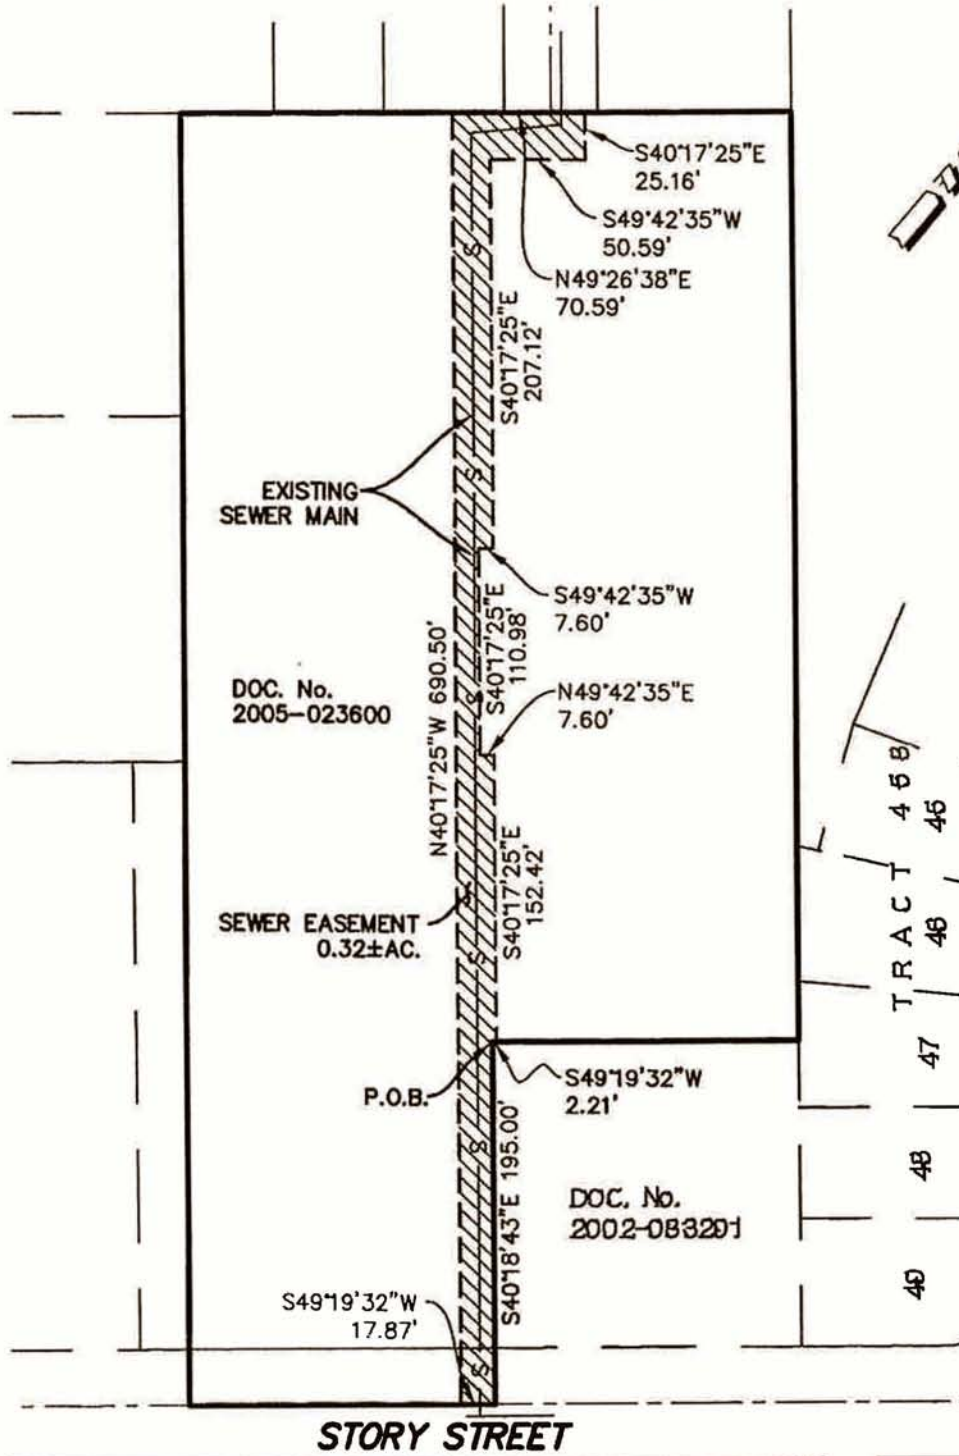 S40°17'25"E
25.16'
S49°42'35"W
50.59'
N49°26'38"E
70.59'
S40°17'25"E
207.12'
S
S
EXISTING
SEWER MAIN
S49°42'35"W
7.60'
S40°17'25"E
110.98'
N40°17'25"W 690.50'
DOC. No.
2005-023600
S
N49°42'35"E
7.60'
TRACT 458
45
46
47
48
49
SEWER EASEMENT
0.32±AC.
S40°17'25"E
152.42'
S
P.O.B.
S49°19'32"W
2.21'
S
S40°18'43"E 195.00'
DOC. No.
2002-083201
S49°19'32"W
17.87'
S
STORY STREET